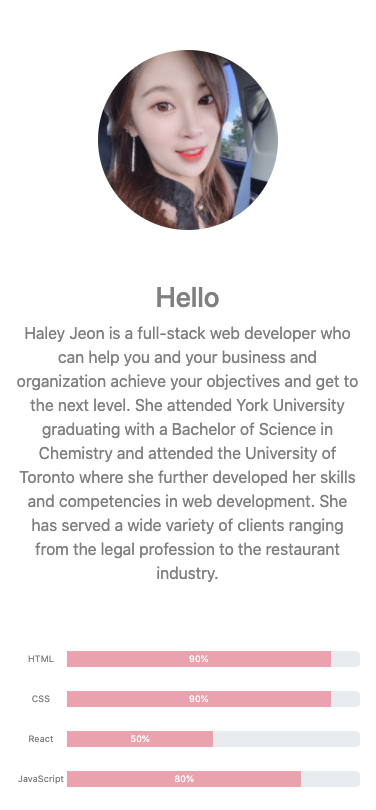 Hello
Haley Jeon is a full-stack web developer who
can help you and your business and
organization achieve your objectives and get to
the next level. She attended York University
graduating with a Bachelor of Science in
Chemistry and attended the University of
Toronto where she further developed her skills
and competencies in web development. She
has served a wide variety of clients ranging
from the legal profession to the restaurant
industry.
HTML 90%
CSS 90%
React 50%
JavaScript 80%